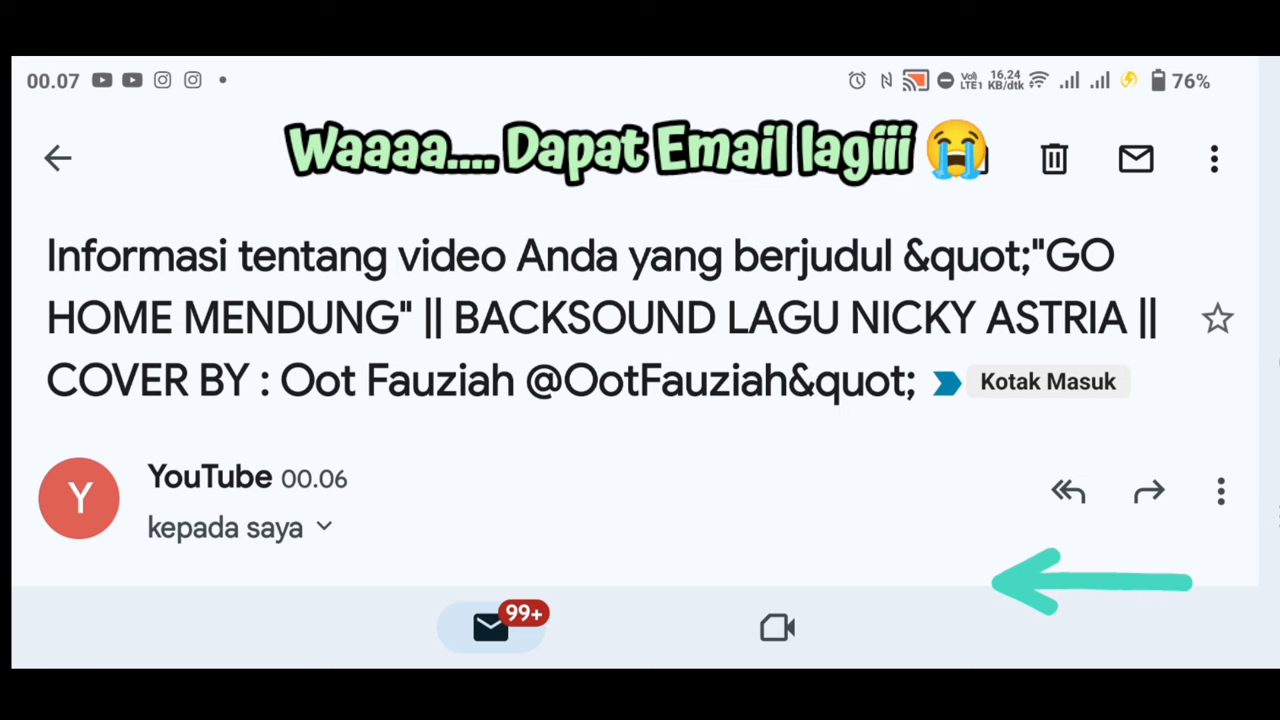 00.07
Vo) LTE1
16,24 KB/dtk
76%
Waaaa.... Dapat Email lagiii 😭
Informasi tentang video Anda yang berjudul &quot;"GO
HOME MENDUNG" || BACKSOUND LAGU NICKY ASTRIA ||
COVER BY : Oot Fauziah @OotFauziah&quot;
Kotak Masuk
Y
YouTube 00.06
kepada saya
99+